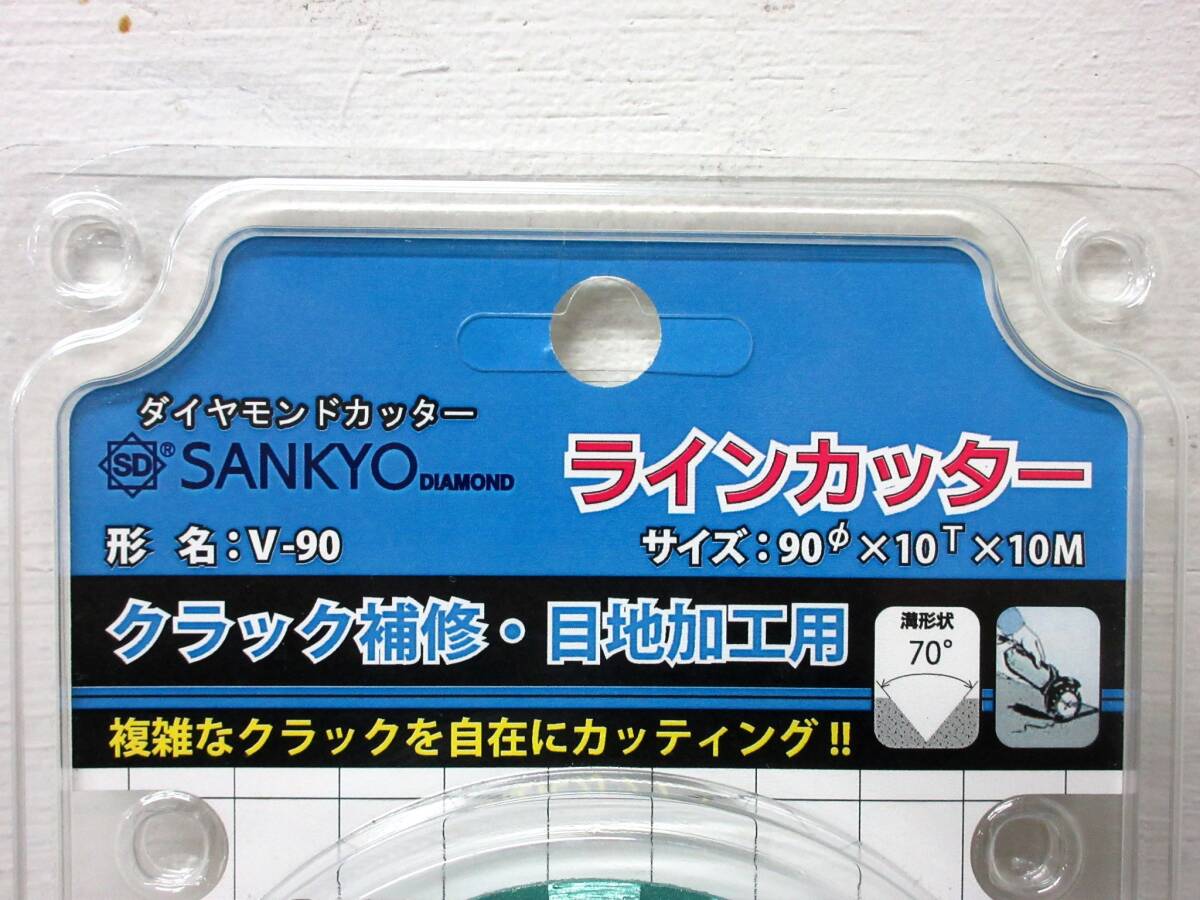 ダイヤモンドカッター
SD® SANKYO DIAMOND
ラインカッター
形 名：V-90
サイズ：90φ×10T×10M
クラック補修・目地加工用
溝形状
70°
複雑なクラックを自在にカッティング!!